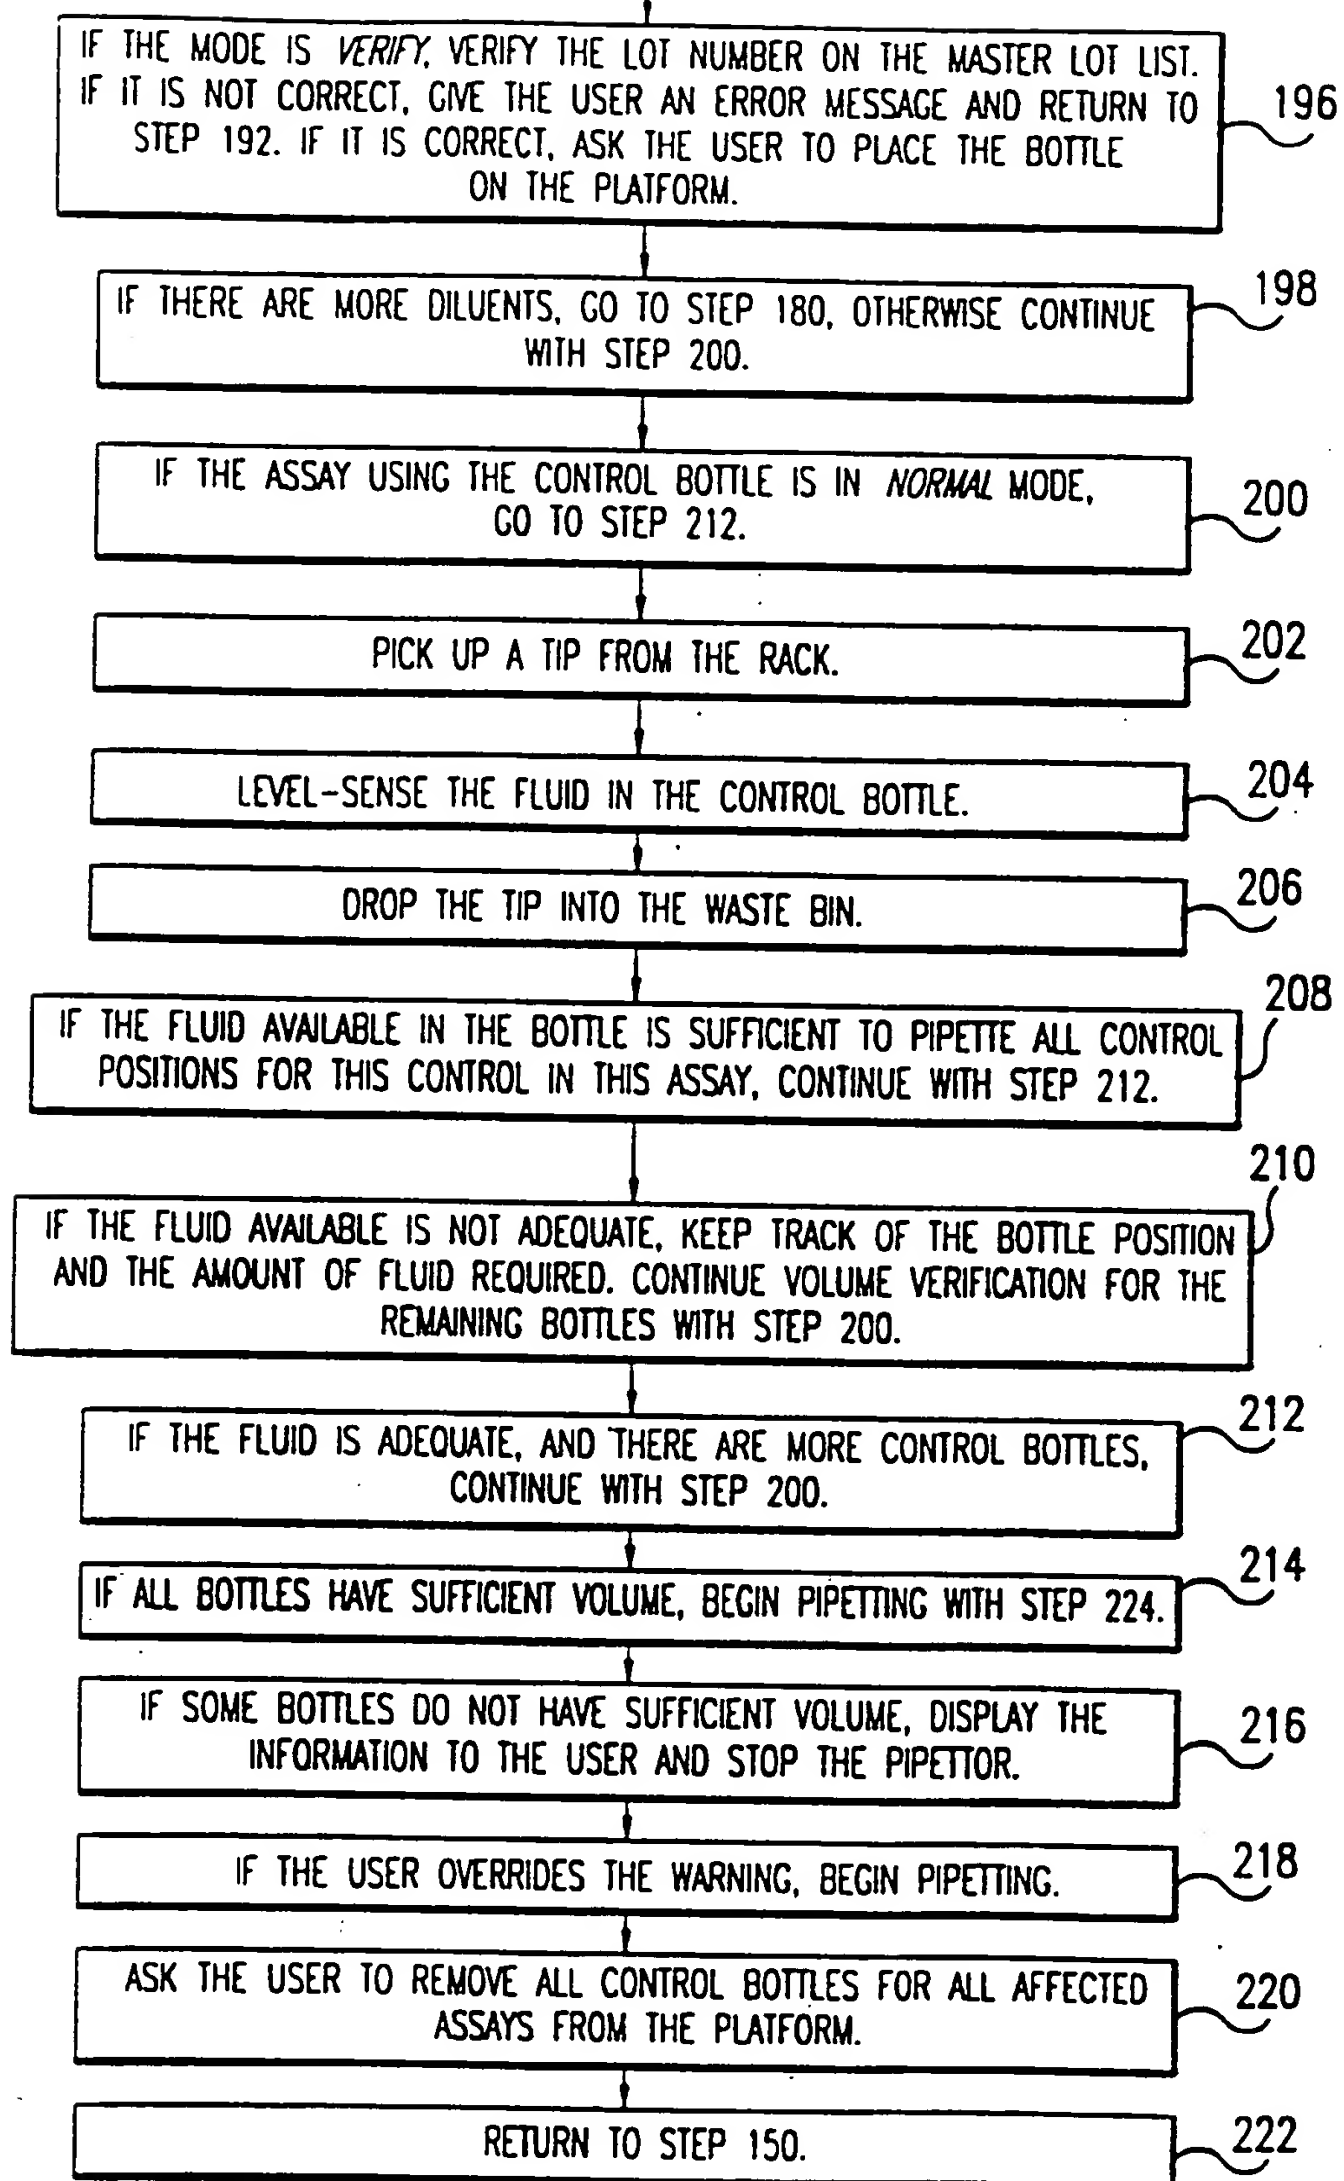 IF THE MODE IS VERIFY, VERIFY THE LOT NUMBER ON THE MASTER LOT LIST.
IF IT IS NOT CORRECT, GIVE THE USER AN ERROR MESSAGE AND RETURN TO
STEP 192. IF IT IS CORRECT, ASK THE USER TO PLACE THE BOTTLE
ON THE PLATFORM.
196
IF THERE ARE MORE DILUENTS, GO TO STEP 180, OTHERWISE CONTINUE
WITH STEP 200.
198
IF THE ASSAY USING THE CONTROL BOTTLE IS IN NORMAL MODE,
GO TO STEP 212.
200
PICK UP A TIP FROM THE RACK.
202
LEVEL-SENSE THE FLUID IN THE CONTROL BOTTLE.
204
DROP THE TIP INTO THE WASTE BIN.
206
IF THE FLUID AVAILABLE IN THE BOTTLE IS SUFFICIENT TO PIPETTE ALL CONTROL
POSITIONS FOR THIS CONTROL IN THIS ASSAY, CONTINUE WITH STEP 212.
208
IF THE FLUID AVAILABLE IS NOT ADEQUATE, KEEP TRACK OF THE BOTTLE POSITION
AND THE AMOUNT OF FLUID REQUIRED. CONTINUE VOLUME VERIFICATION FOR THE
REMAINING BOTTLES WITH STEP 200.
210
IF THE FLUID IS ADEQUATE, AND THERE ARE MORE CONTROL BOTTLES,
CONTINUE WITH STEP 200.
212
IF ALL BOTTLES HAVE SUFFICIENT VOLUME, BEGIN PIPETTING WITH STEP 224.
214
IF SOME BOTTLES DO NOT HAVE SUFFICIENT VOLUME, DISPLAY THE
INFORMATION TO THE USER AND STOP THE PIPETTOR.
216
IF THE USER OVERRIDES THE WARNING, BEGIN PIPETTING.
218
ASK THE USER TO REMOVE ALL CONTROL BOTTLES FOR ALL AFFECTED
ASSAYS FROM THE PLATFORM.
220
RETURN TO STEP 150.
222